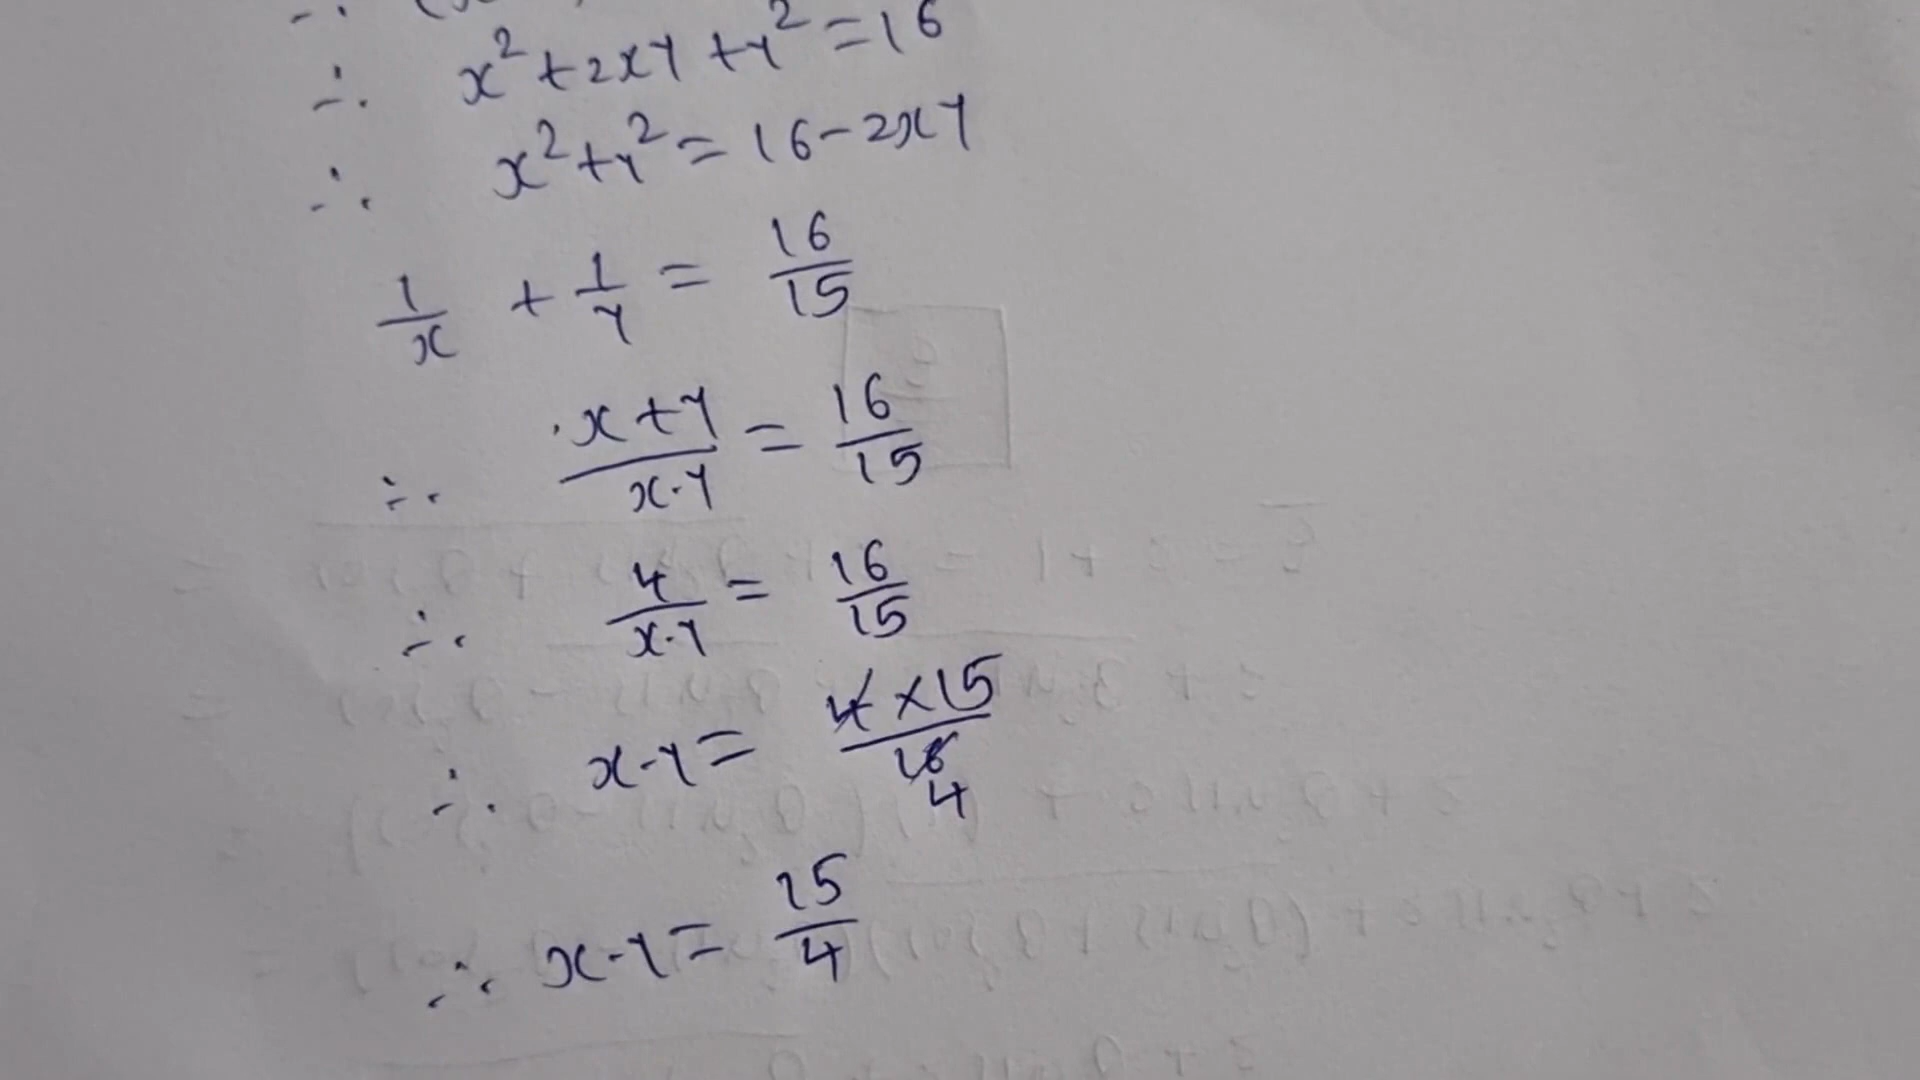 ∴ x² + 2xy + y² = 16
∴ x² + y² = 16 - 2xy
1/x + 1/y = 16/15
∴ x + y / x·y = 16/15
∴ 4 / x·y = 16/15
∴ x·y = 4 × 15 / 16 4
∴ x·y = 15/4